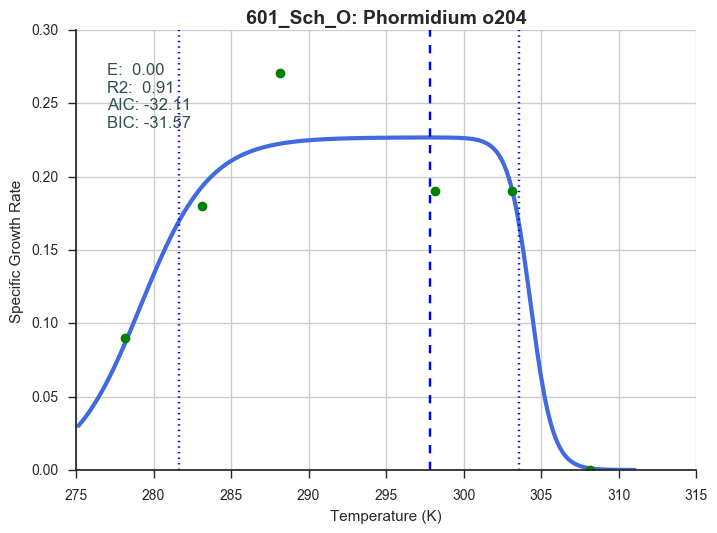 601_Sch_O: Phormidium o204
E:  0.00
R2:  0.91
AIC: -32.11
BIC: -31.57
Specific Growth Rate
0.30
0.25
0.20
0.15
0.10
0.05
0.00
275 280 285 290 295 300 305 310 315
Temperature (K)